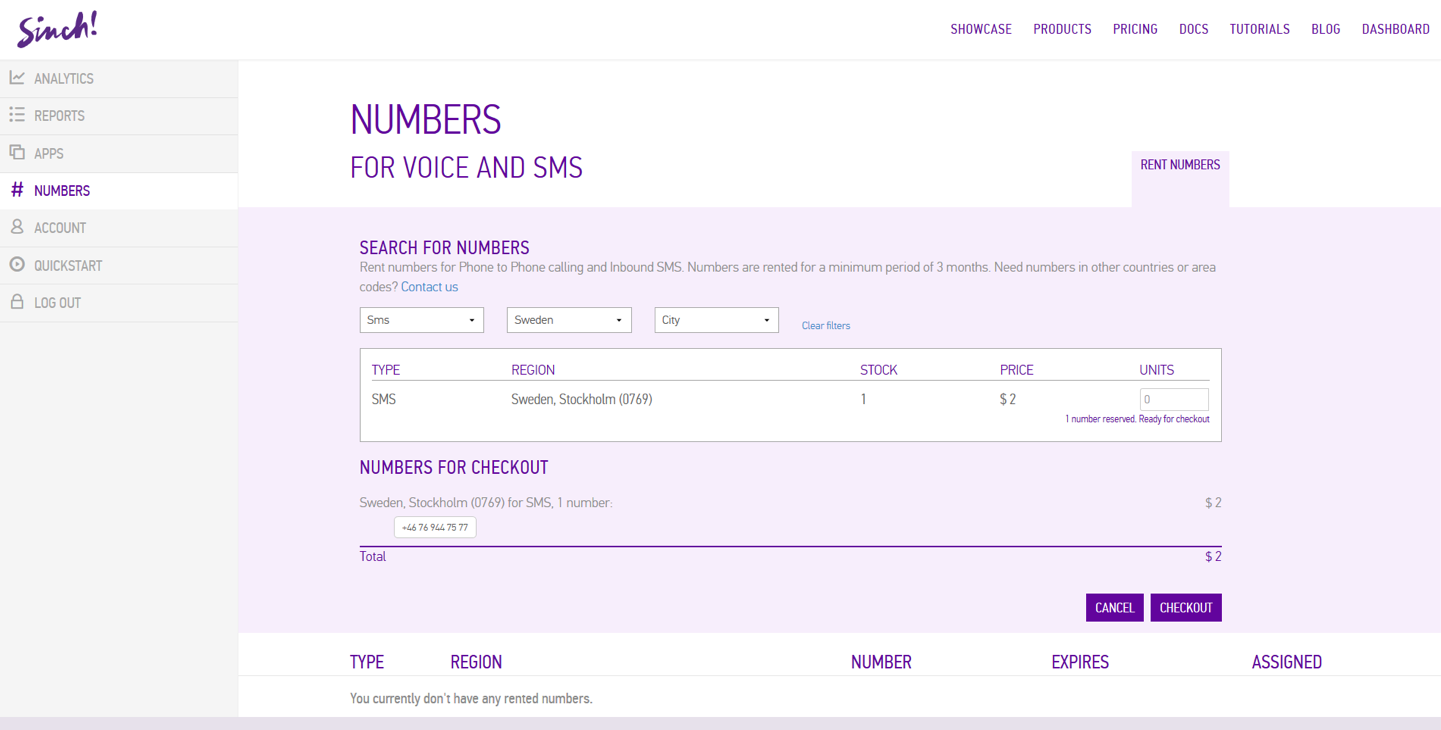 Sinch!
SHOWCASE PRODUCTS PRICING DOCS TUTORIALS BLOG DASHBOARD
ANALYTICS
REPORTS
APPS
# NUMBERS
ACCOUNT
QUICKSTART
LOG OUT
NUMBERS
FOR VOICE AND SMS
RENT NUMBERS
SEARCH FOR NUMBERS
Rent numbers for Phone to Phone calling and Inbound SMS. Numbers are rented for a minimum period of 3 months. Need numbers in other countries or area
codes? Contact us
Sms Sweden City Clear filters
TYPE REGION STOCK PRICE UNITS
SMS Sweden, Stockholm (0769) 1 $ 2 0
1 number reserved. Ready for checkout
NUMBERS FOR CHECKOUT
Sweden, Stockholm (0769) for SMS, 1 number: $ 2
+46 76 944 75 77
Total $ 2
CANCEL CHECKOUT
TYPE REGION NUMBER EXPIRES ASSIGNED
You currently don't have any rented numbers.